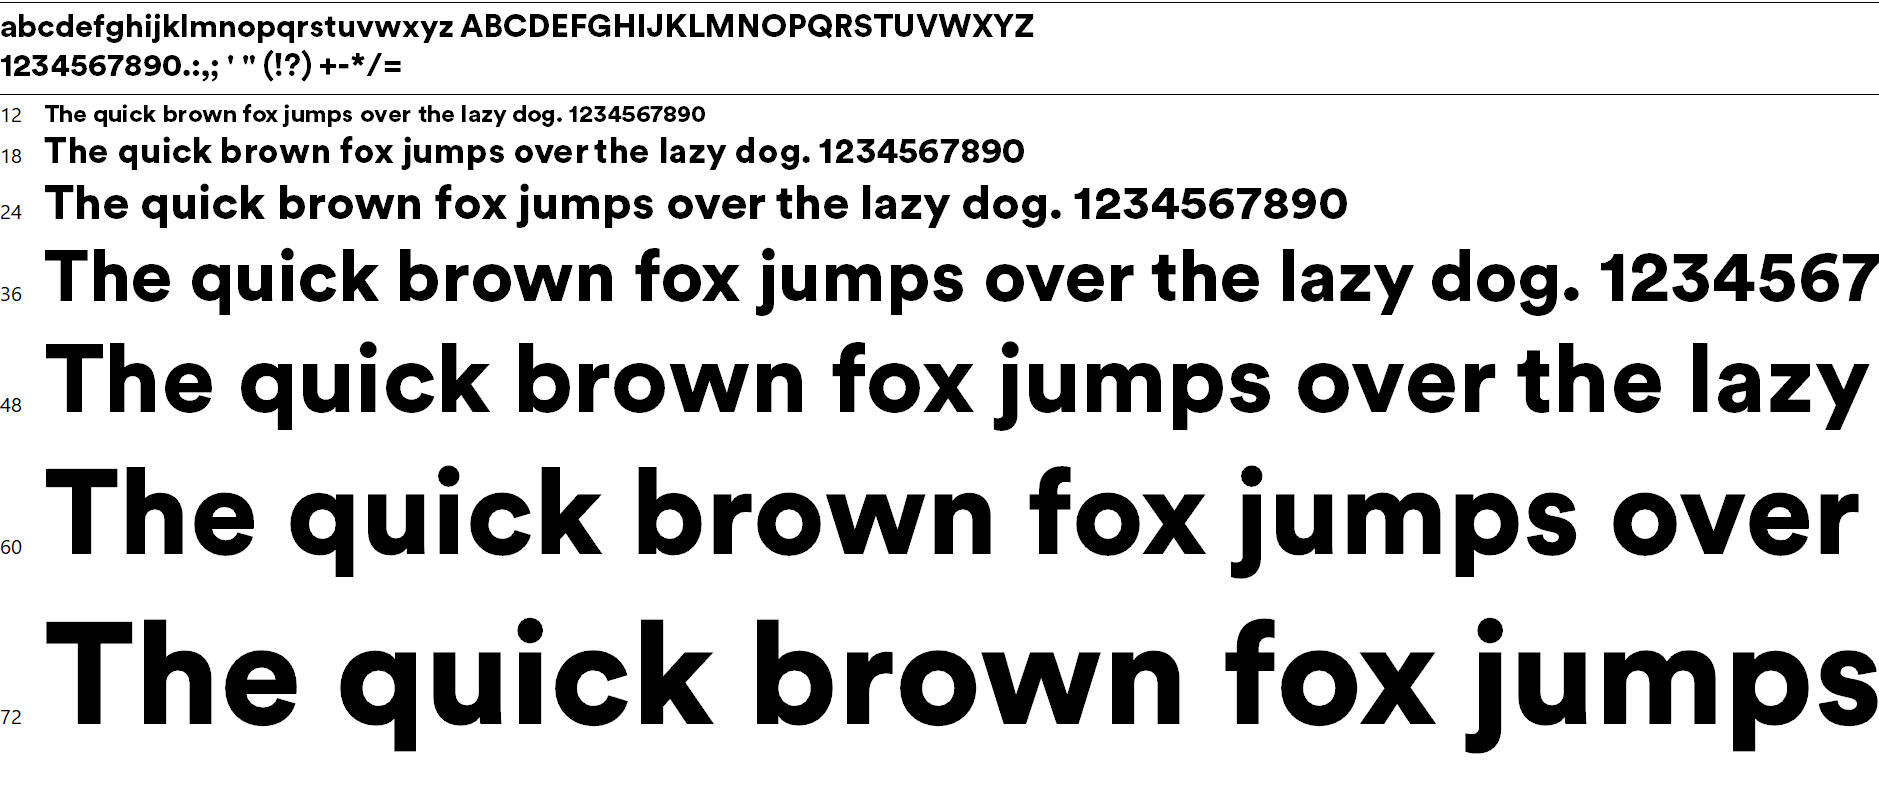 abcdefghijklmnopqrstuvwxyz ABCDEFGHIJKLMNOPQRSTUVWXYZ
1234567890.:,; ' " (!?) +-*/=
12 The quick brown fox jumps over the lazy dog. 1234567890
18 The quick brown fox jumps over the lazy dog. 1234567890
24 The quick brown fox jumps over the lazy dog. 1234567890
36 The quick brown fox jumps over the lazy dog. 1234567
48 The quick brown fox jumps over the lazy
60 The quick brown fox jumps over
72 The quick brown fox jumps